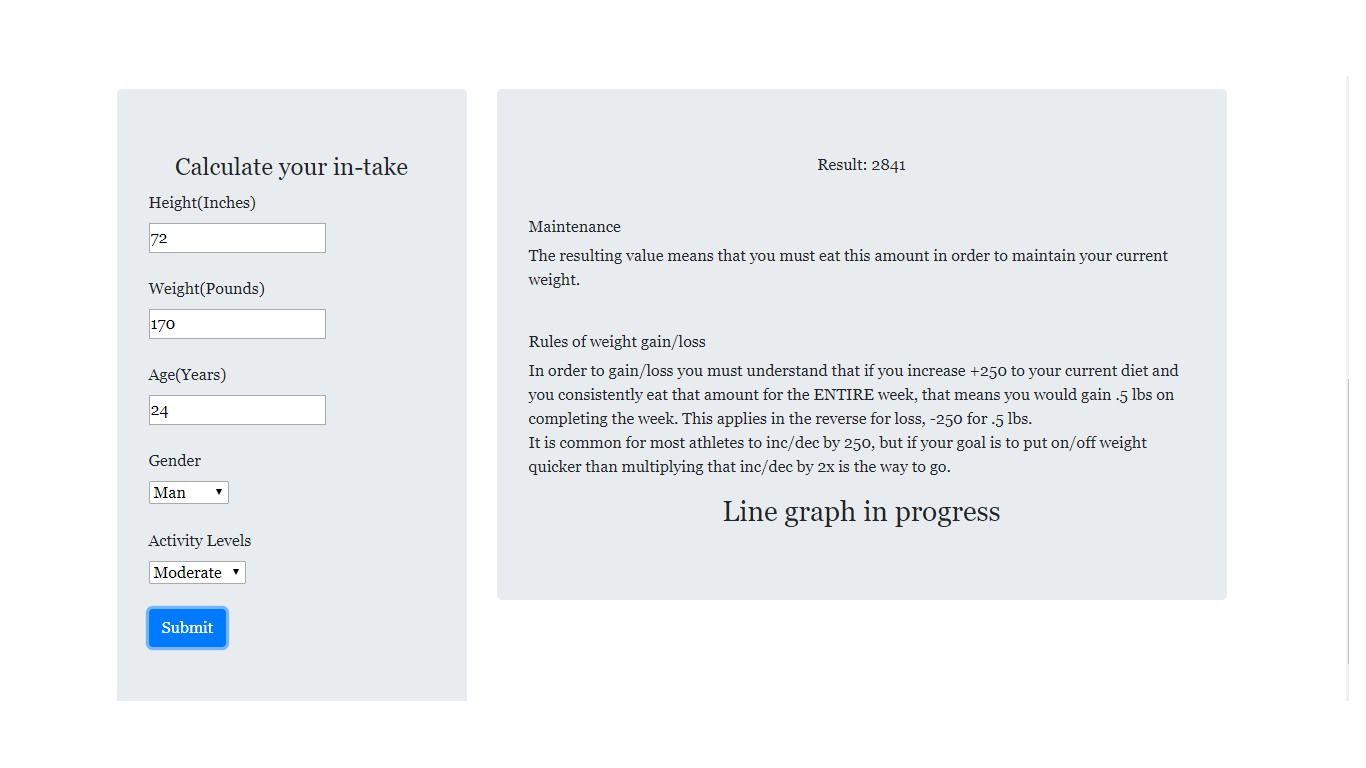 Calculate your in-take
Height(Inches)
72
Weight(Pounds)
170
Age(Years)
24
Gender
Man
Activity Levels
Moderate
Submit
Result: 2841
Maintenance
The resulting value means that you must eat this amount in order to maintain your current
weight.
Rules of weight gain/loss
In order to gain/loss you must understand that if you increase +250 to your current diet and
you consistently eat that amount for the ENTIRE week, that means you would gain .5 lbs on
completing the week. This applies in the reverse for loss, -250 for .5 lbs.
It is common for most athletes to inc/dec by 250, but if your goal is to put on/off weight
quicker than multiplying that inc/dec by 2x is the way to go.
Line graph in progress